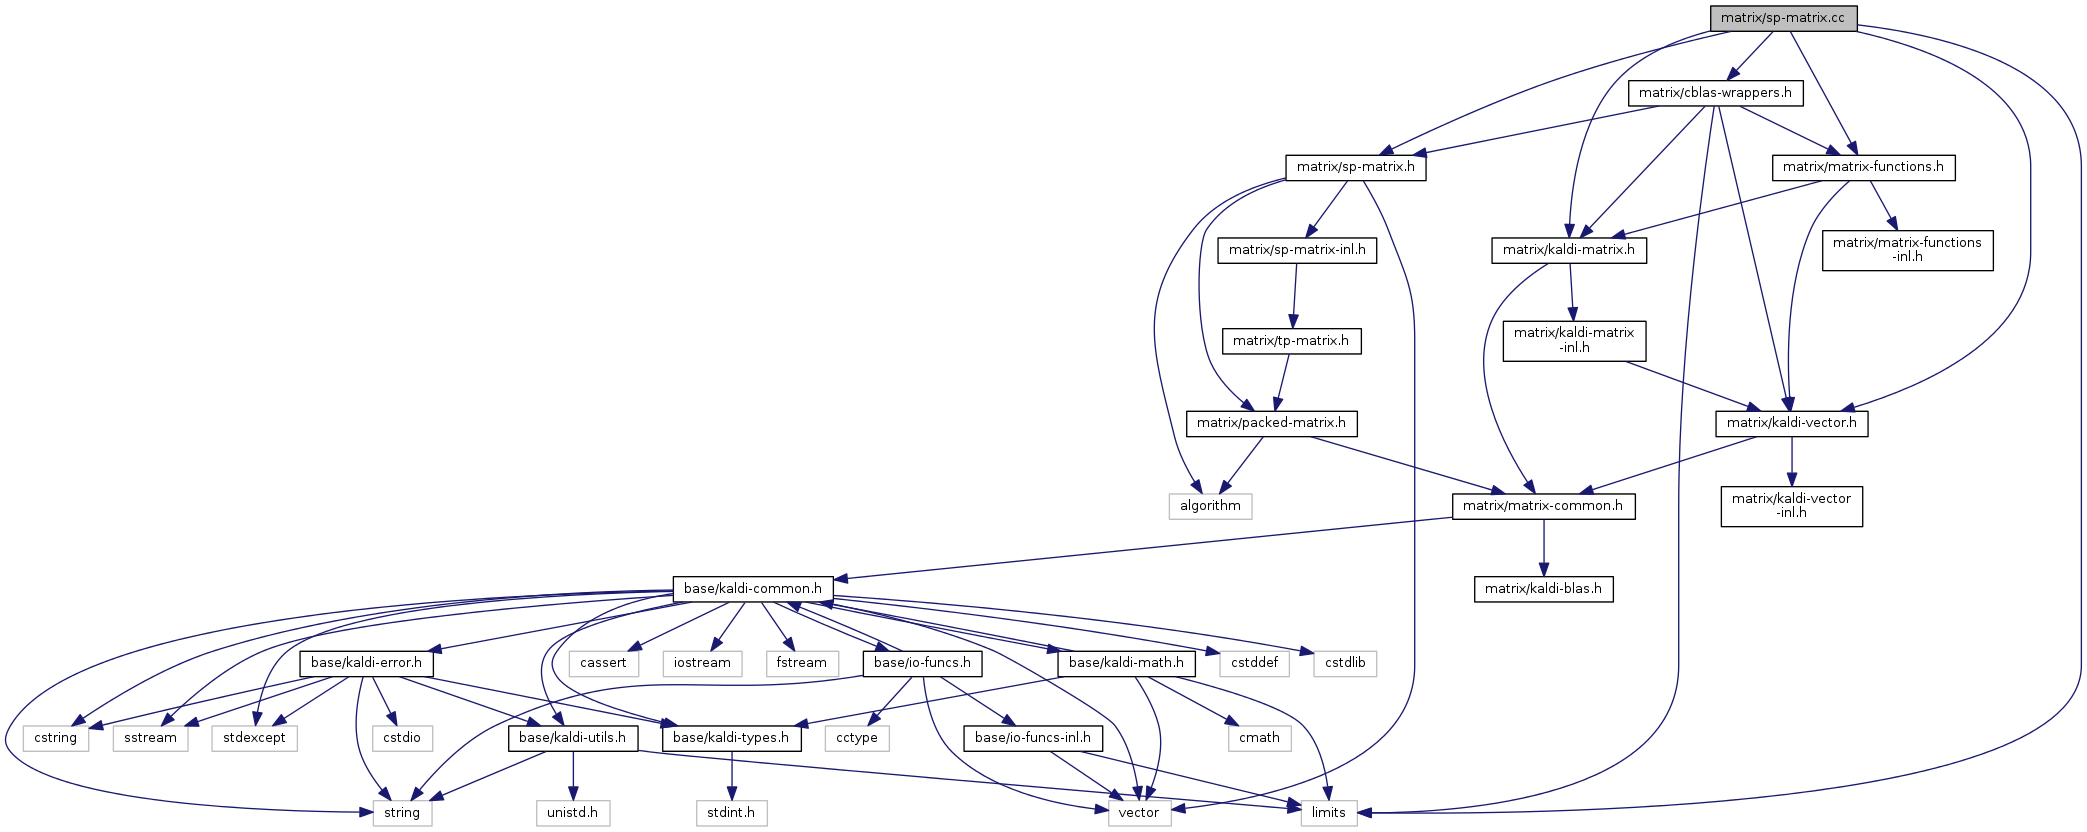 matrix/sp-matrix.cc
matrix/cblas-wrappers.h
matrix/sp-matrix.h
matrix/matrix-functions.h
matrix/sp-matrix-inl.h
matrix/kaldi-matrix.h
matrix/matrix-functions
-inl.h
matrix/tp-matrix.h
matrix/kaldi-matrix
-inl.h
matrix/packed-matrix.h
matrix/kaldi-vector.h
algorithm
matrix/matrix-common.h
matrix/kaldi-vector
-inl.h
base/kaldi-common.h
matrix/kaldi-blas.h
base/kaldi-error.h
cassert
iostream
fstream
base/io-funcs.h
base/kaldi-math.h
cstddef
cstdlib
cstring
sstream
stdexcept
cstdio
base/kaldi-utils.h
base/kaldi-types.h
cctype
base/io-funcs-inl.h
cmath
string
unistd.h
stdint.h
vector
limits